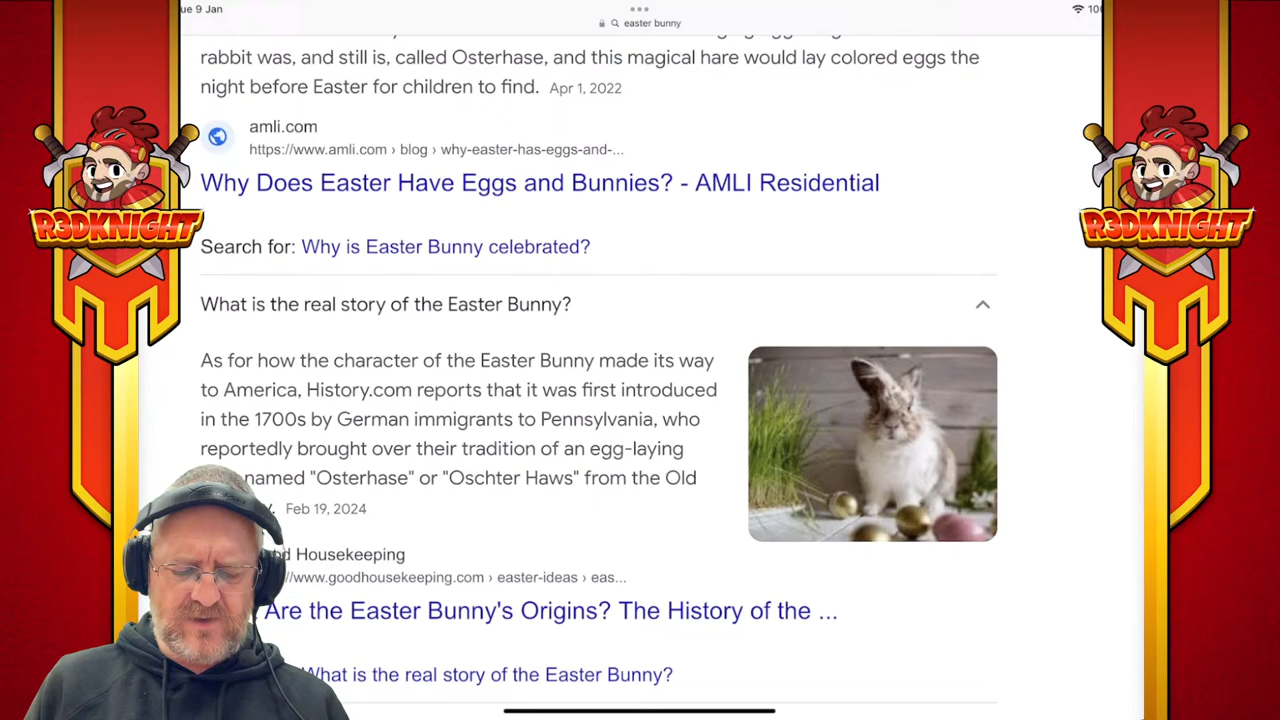 ue 9 Jan
easter bunny
100
rabbit was, and still is, called Osterhase, and this magical hare would lay colored eggs the
night before Easter for children to find. Apr 1, 2022
amli.com
https://www.amli.com › blog › why-easter-has-eggs-and-...
Why Does Easter Have Eggs and Bunnies? - AMLI Residential
R3DKNIGHT
R3DKNIGHT
Search for: Why is Easter Bunny celebrated?
What is the real story of the Easter Bunny?
As for how the character of the Easter Bunny made its way
to America, History.com reports that it was first introduced
in the 1700s by German immigrants to Pennsylvania, who
reportedly brought over their tradition of an egg-laying
named "Osterhase" or "Oschter Haws" from the Old
Feb 19, 2024
Housekeeping
//www.goodhousekeeping.com › easter-ideas › eas...
Are the Easter Bunny's Origins? The History of the ...
What is the real story of the Easter Bunny?